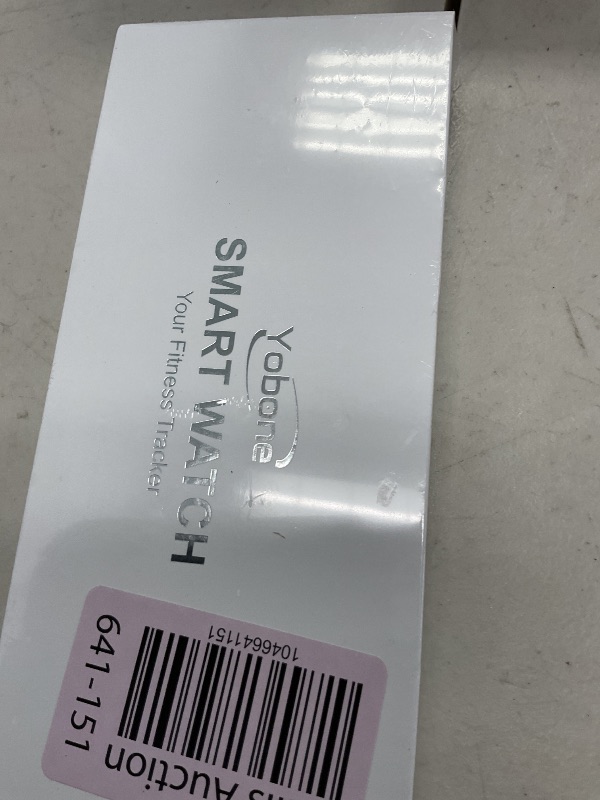 Yobone
SMART WATCH
Your Fitness Tracker
641-151
1046641151
Auction